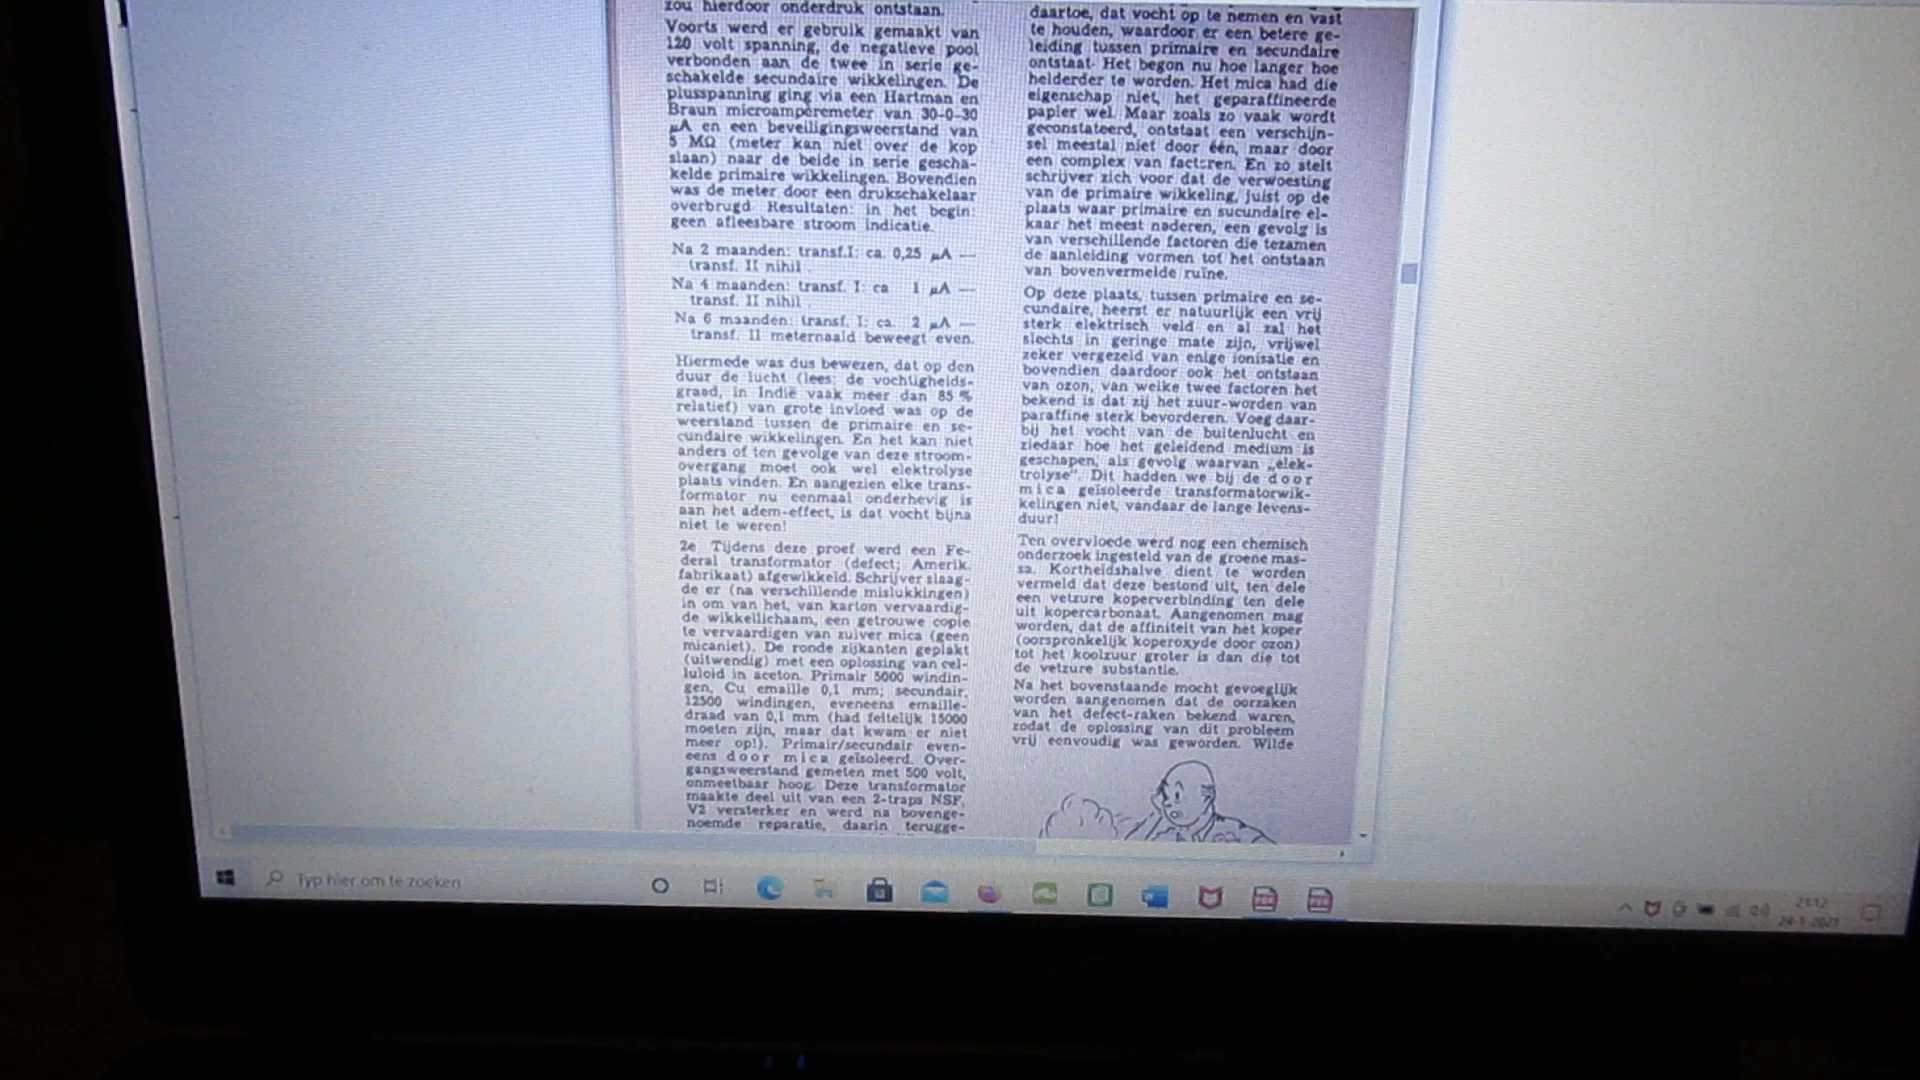 zou hierdoor onderdruk ontstaan.
Voorts werd er gebruik gemaakt van
120 volt spanning, de negatieve pool
verbonden aan de twee in serie ge-
schakelde secundaire wikkelingen. De
plusspanning ging via een Hartman en
Braun microampèremeter van 30-0-30
µA en een beveiligingsweerstand van
5 MΩ (meter kan niet over de kop
slaan) naar de beide in serie gescha-
kelde primaire wikkelingen. Bovendien
was de meter door een drukschakelaar
overbrugd. Resultaten: in het begin:
geen afleesbare stroom indicatie.
Na 2 maanden: transf.I: ca. 0,25 µA —
transf. II nihil.
Na 4 maanden: transf. I: ca 1 µA —
transf. II nihil.
Na 6 maanden: transf. I: ca. 2 µA —
transf. II meternaald beweegt even.
Hiermede was dus bewezen, dat op den
duur de lucht (lees: de vochtigheids-
graad, in Indië vaak meer dan 85 %
relatief) van grote invloed was op de
weerstand tussen de primaire en se-
cundaire wikkelingen. En het kan niet
anders of ten gevolge van deze stroom-
overgang moet ook wel elektrolyse
plaats vinden. En aangezien elke trans-
formator nu eenmaal onderhevig is
aan het adem-effect, is dat vocht bijna
niet te weren!
2e Tijdens deze proef werd een Fe-
deral transformator (defect; Amerik.
fabrikaat) afgewikkeld. Schrijver slaag-
de er (na verschillende mislukkingen)
in om van het, van karton vervaardig-
de wikkellichaam, een getrouwe copie
te vervaardigen van zuiver mica (geen
micaniet). De ronde zijkanten geplakt
(uitwendig) met een oplossing van cel-
luloid in aceton. Primair 5000 windin-
gen, Cu emaille 0,1 mm; secundair,
12500 windingen, eveneens emaille-
draad van 0,1 mm (had feitelijk 15000
moeten zijn, maar dat kwam er niet
meer op!). Primair/secundair even-
eens door mica geïsoleerd. Over-
gangsweerstand gemeten met 500 volt,
onmeetbaar hoog. Deze transformator
maakte deel uit van een 2-traps NSF,
V2 versterker en werd na bovenge-
noemde reparatie, daarin terugge-
daartoe, dat vocht op te nemen en vast
te houden, waardoor er een betere ge-
leiding tussen primaire en secundaire
ontstaat. Het begon nu hoe langer hoe
helderder te worden. Het mica had die
eigenschap niet, het geparaffineerde
papier wel. Maar zoals zo vaak wordt
geconstateerd, ontstaat een verschijn-
sel meestal niet door één, maar door
een complex van factoren. En zo stelt
schrijver zich voor dat de verwoesting
van de primaire wikkeling, juist op de
plaats waar primaire en sucundaire el-
kaar het meest naderen, een gevolg is
van verschillende factoren die tezamen
de aanleiding vormen tot het ontstaan
van bovenvermelde ruïne.
Op deze plaats, tussen primaire en se-
cundaire, heerst er natuurlijk een vrij
sterk elektrisch veld en al zal het
slechts in geringe mate zijn, vrijwel
zeker vergezeld van enige ionisatie en
bovendien daardoor ook het ontstaan
van ozon, van welke twee factoren het
bekend is dat zij het zuur-worden van
paraffine sterk bevorderen. Voeg daar-
bij het vocht van de buitenlucht en
ziedaar hoe het geleidend medium is
geschapen, als gevolg waarvan „elek-
trolyse". Dit hadden we bij de door
mica geïsoleerde transformatorwik-
kelingen niet, vandaar de lange levens-
duur!
Ten overvloede werd nog een chemisch
onderzoek ingesteld van de groene mas-
sa. Kortheidshalve dient te worden
vermeld dat deze bestond uit, ten dele
een vetzure koperverbinding ten dele
uit kopercarbonaat. Aangenomen mag
worden, dat de affiniteit van het koper
(oorspronkelijk koperoxyde door ozon)
tot het koolzuur groter is dan die tot
de vetzure substantie.
Na het bovenstaande mocht gevoeglijk
worden aangenomen dat de oorzaken
van het defect-raken bekend waren,
zodat de oplossing van dit probleem
vrij eenvoudig was geworden. Wilde
Typ hier om te zoeken
23:12